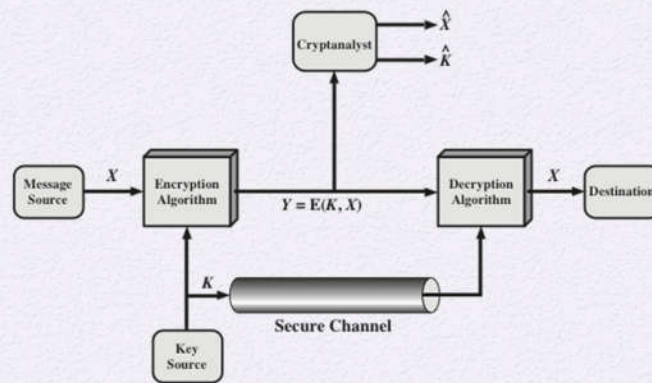 X̂
Cryptanalyst
K̂
Message
Source
X
Encryption
Algorithm
Y = E(K, X)
Decryption
Algorithm
X
Destination
K
Secure Channel
Key
Source